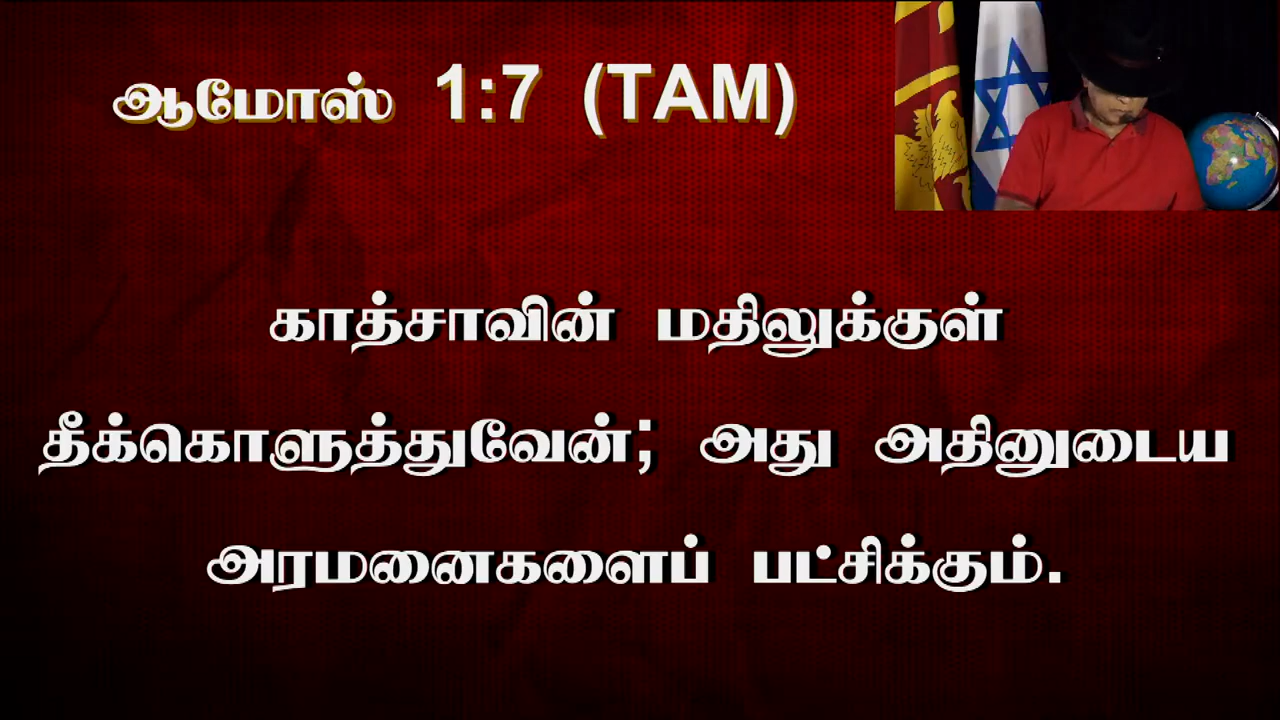 ஆமோஸ் 1:7 (TAM)
காத்சாவின் மதிலுக்குள்
தீக்கொளுத்துவேன்; அது அதினுடைய
அரமனைகளைப் பட்சிக்கும்.